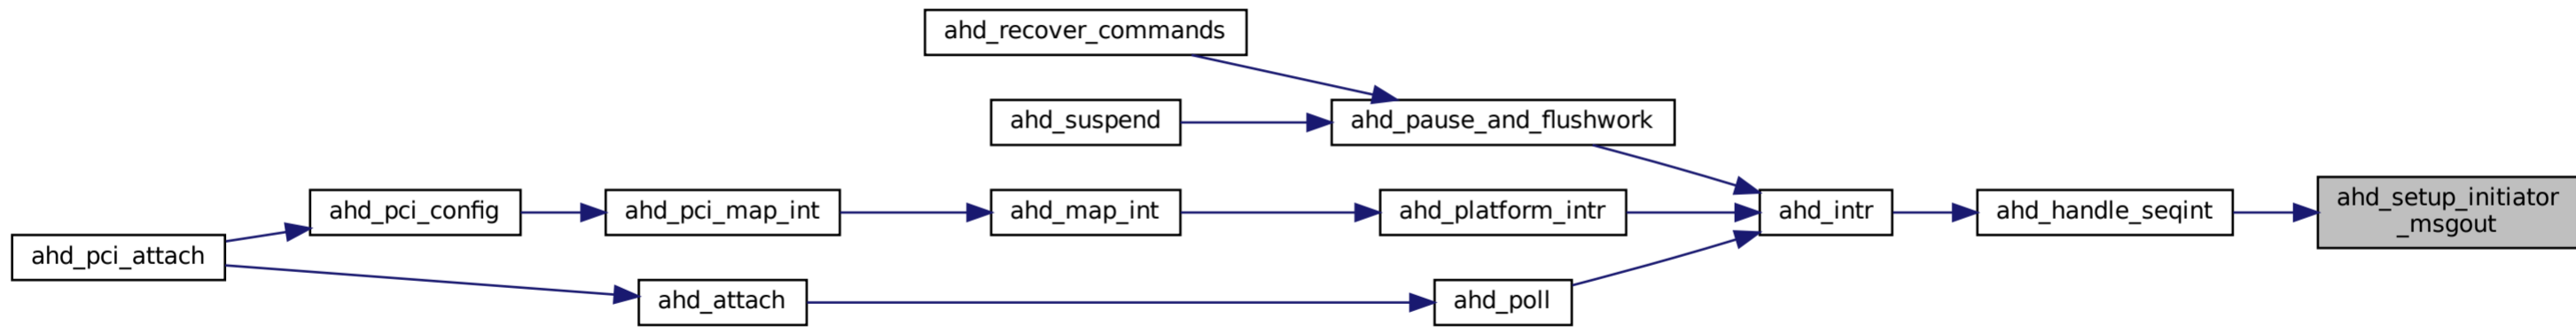 ahd_recover_commands
ahd_suspend
ahd_pause_and_flushwork
ahd_pci_config
ahd_pci_map_int
ahd_map_int
ahd_platform_intr
ahd_intr
ahd_handle_seqint
ahd_setup_initiator
_msgout
ahd_pci_attach
ahd_attach
ahd_poll